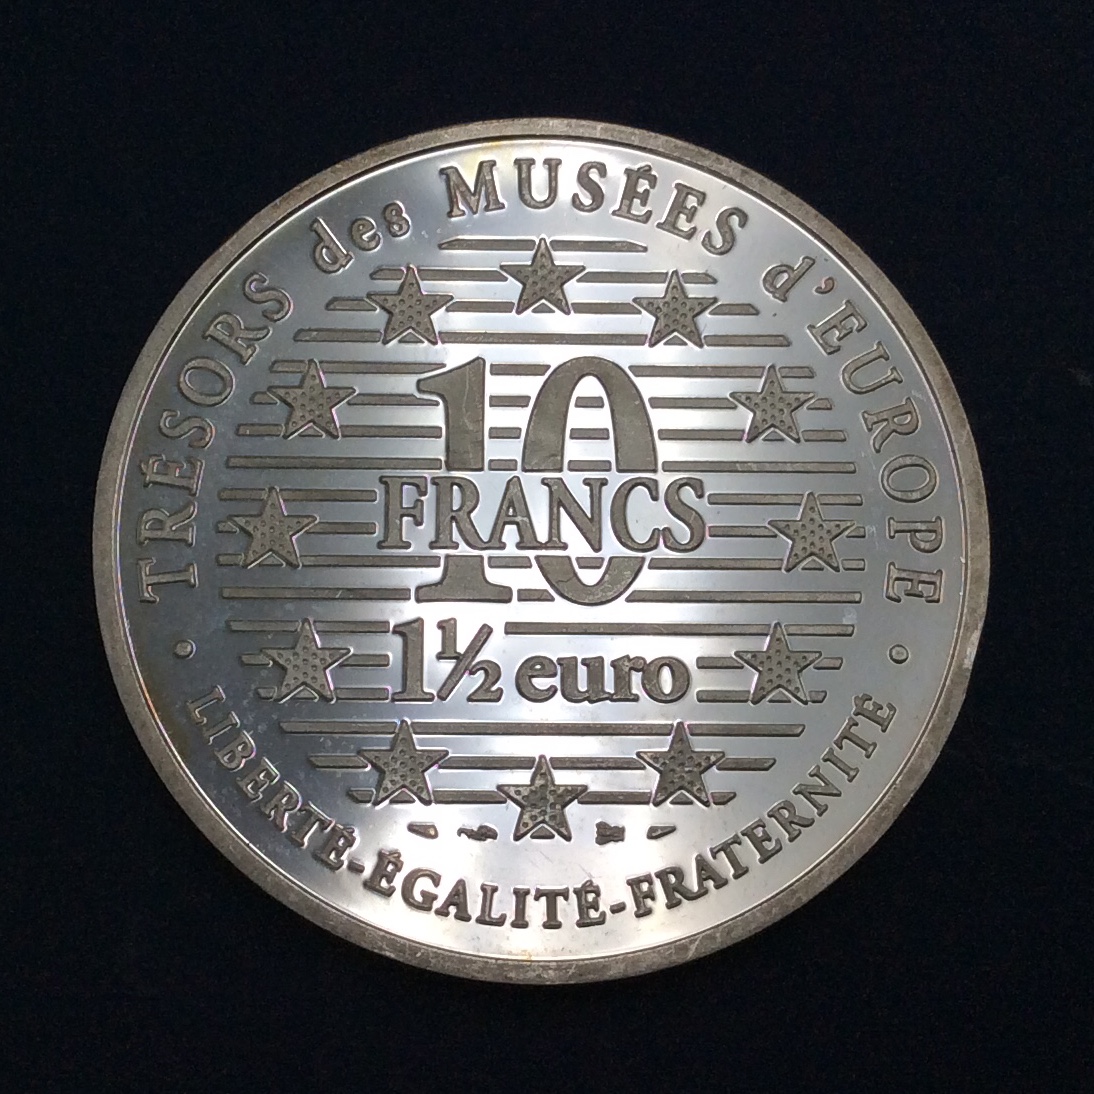 TRÉSORS des MUSÉES d'EUROPE
10
FRANCS
1½ euro
LIBERTÉ-ÉGALITÉ-FRATERNITÉ